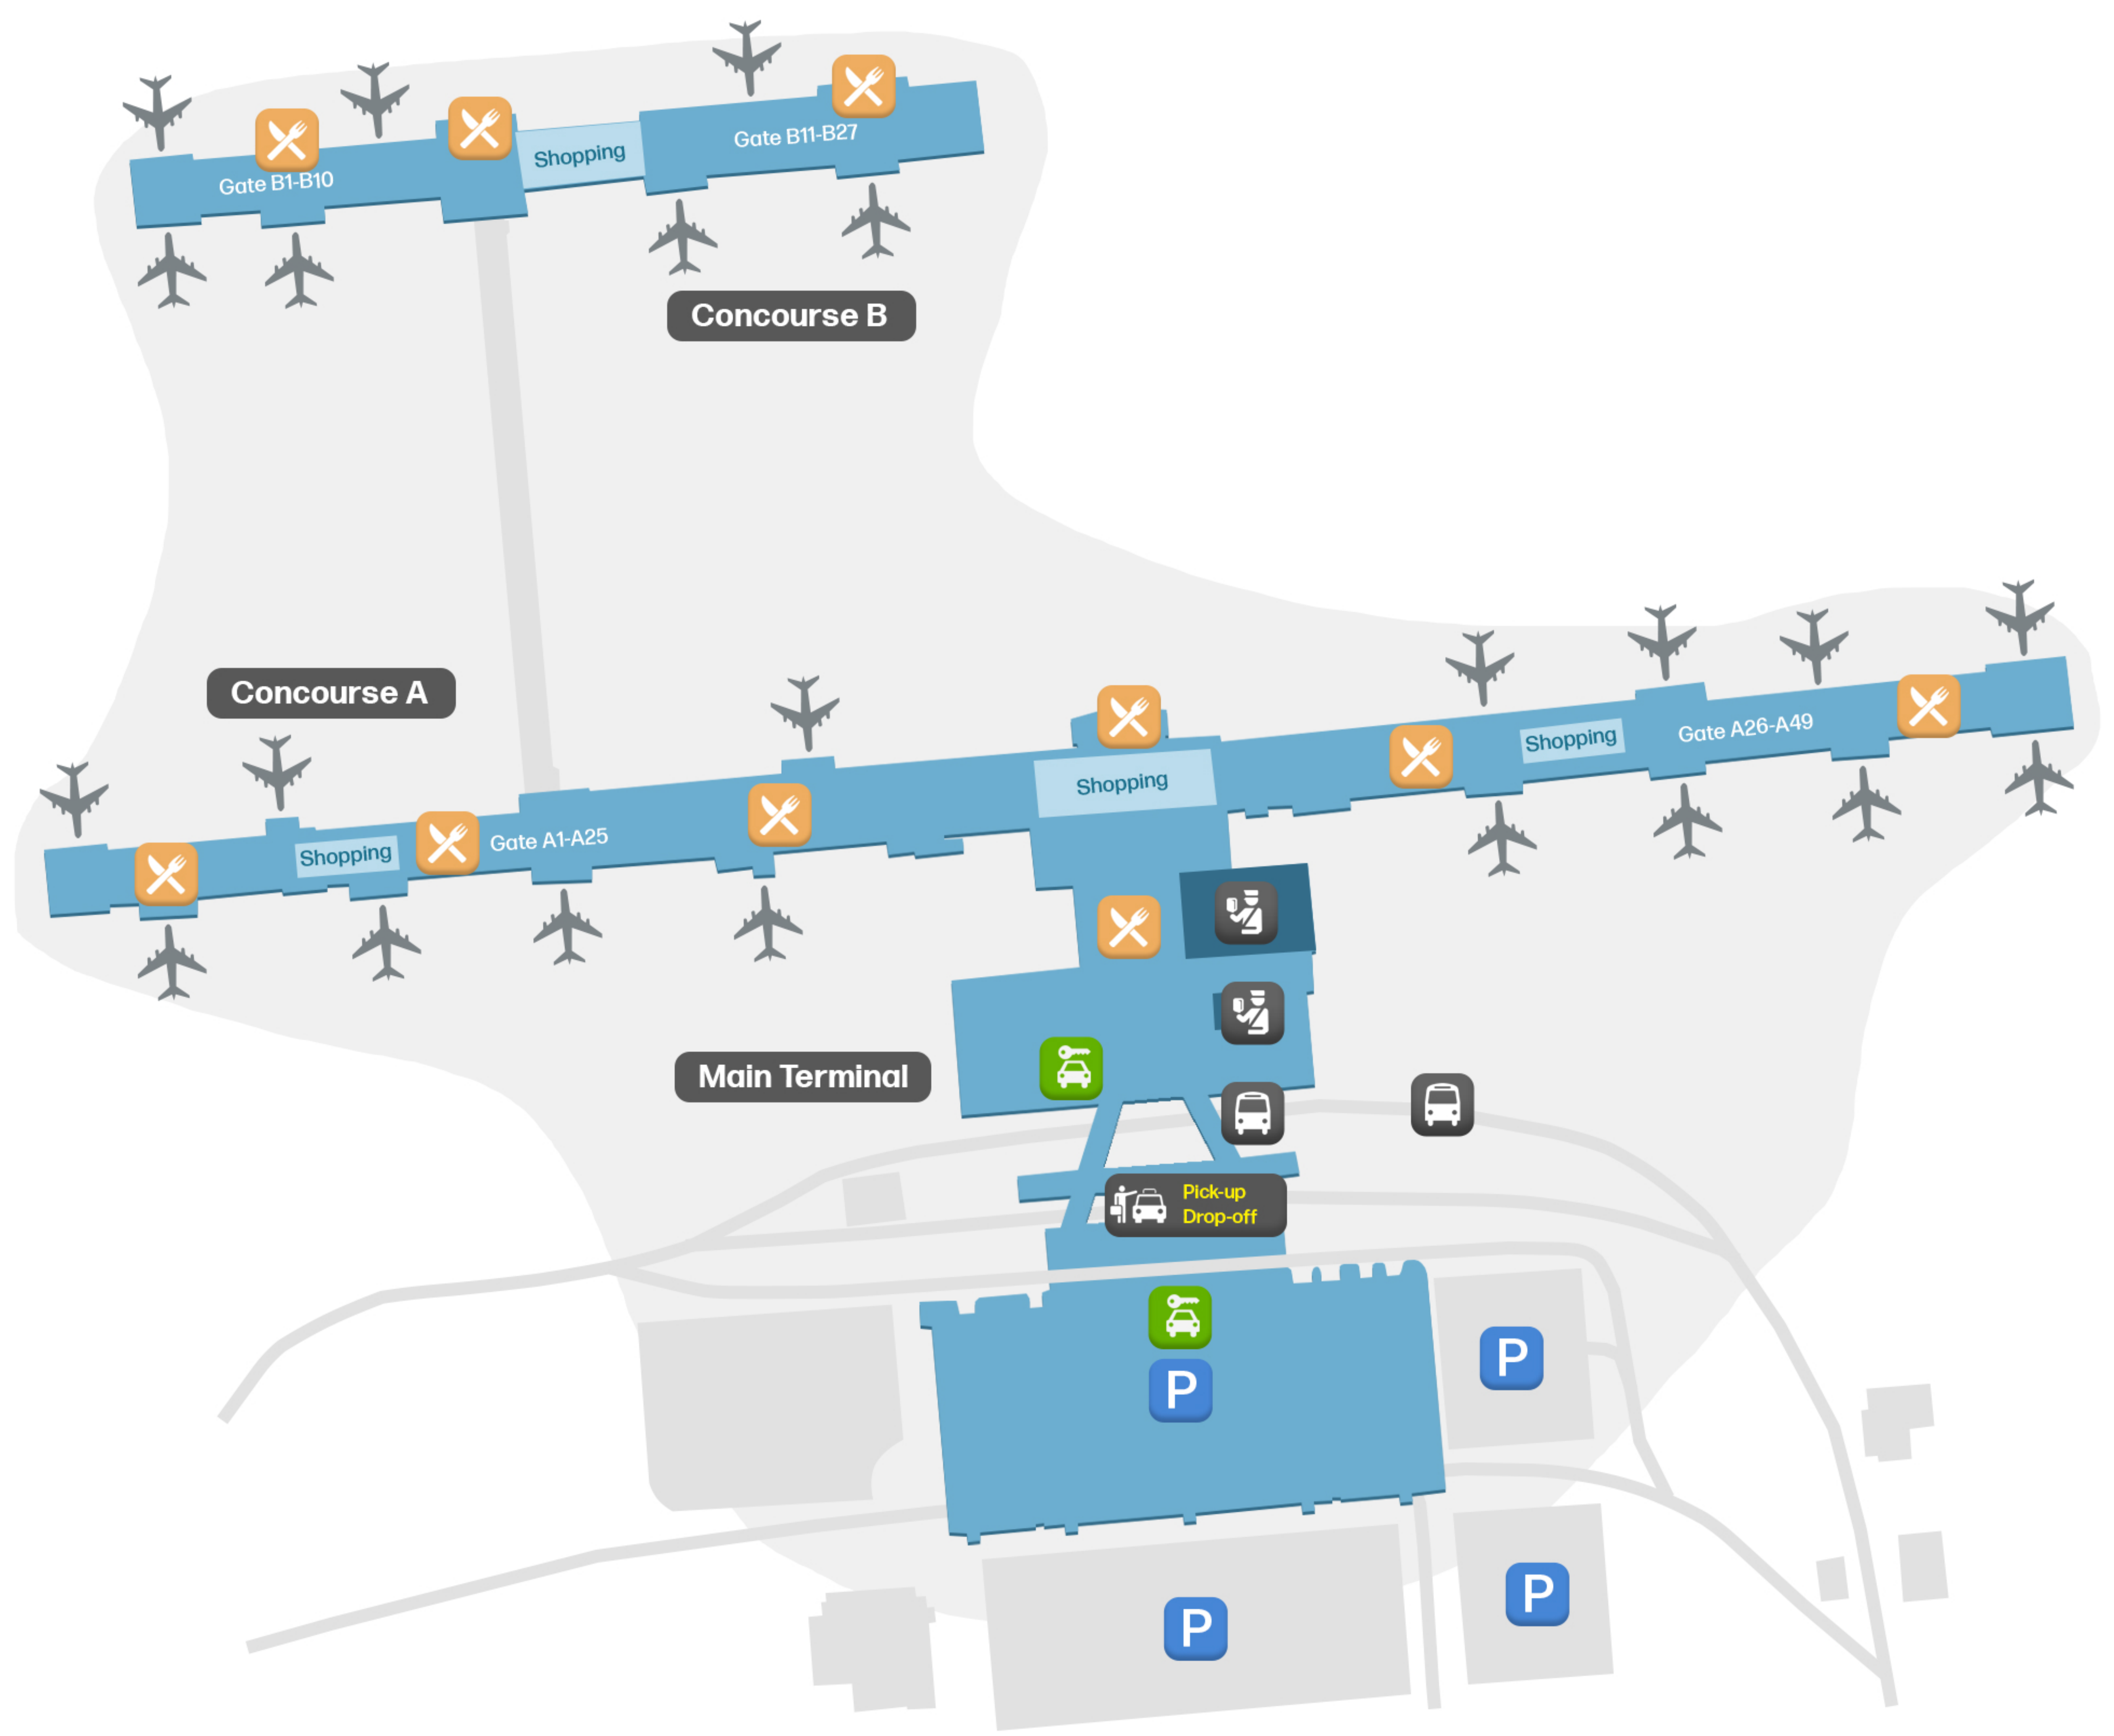 Gate B11-B27
Shopping
Gate B1-B10
Concourse B
Concourse A
Gate A26-A49
Shopping
Shopping
Gate A1-A25
Shopping
Main Terminal
Pick-up
Drop-off
P
P
P
P